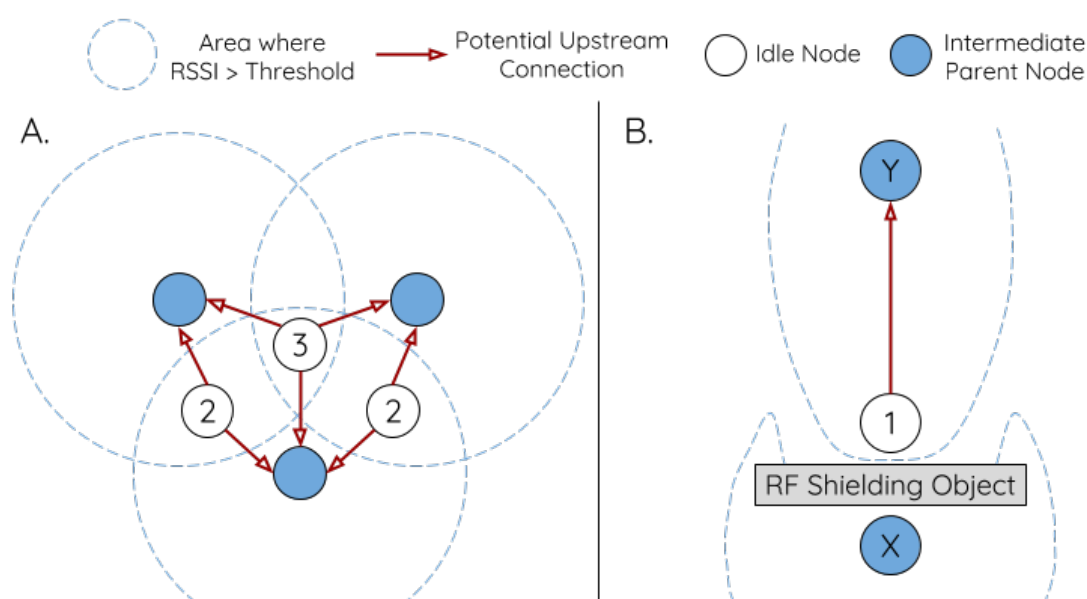 Area where
RSSI > Threshold
Potential Upstream
Connection
Idle Node
Intermediate
Parent Node
A.
B.
Y
3
2
2
1
RF Shielding Object
X